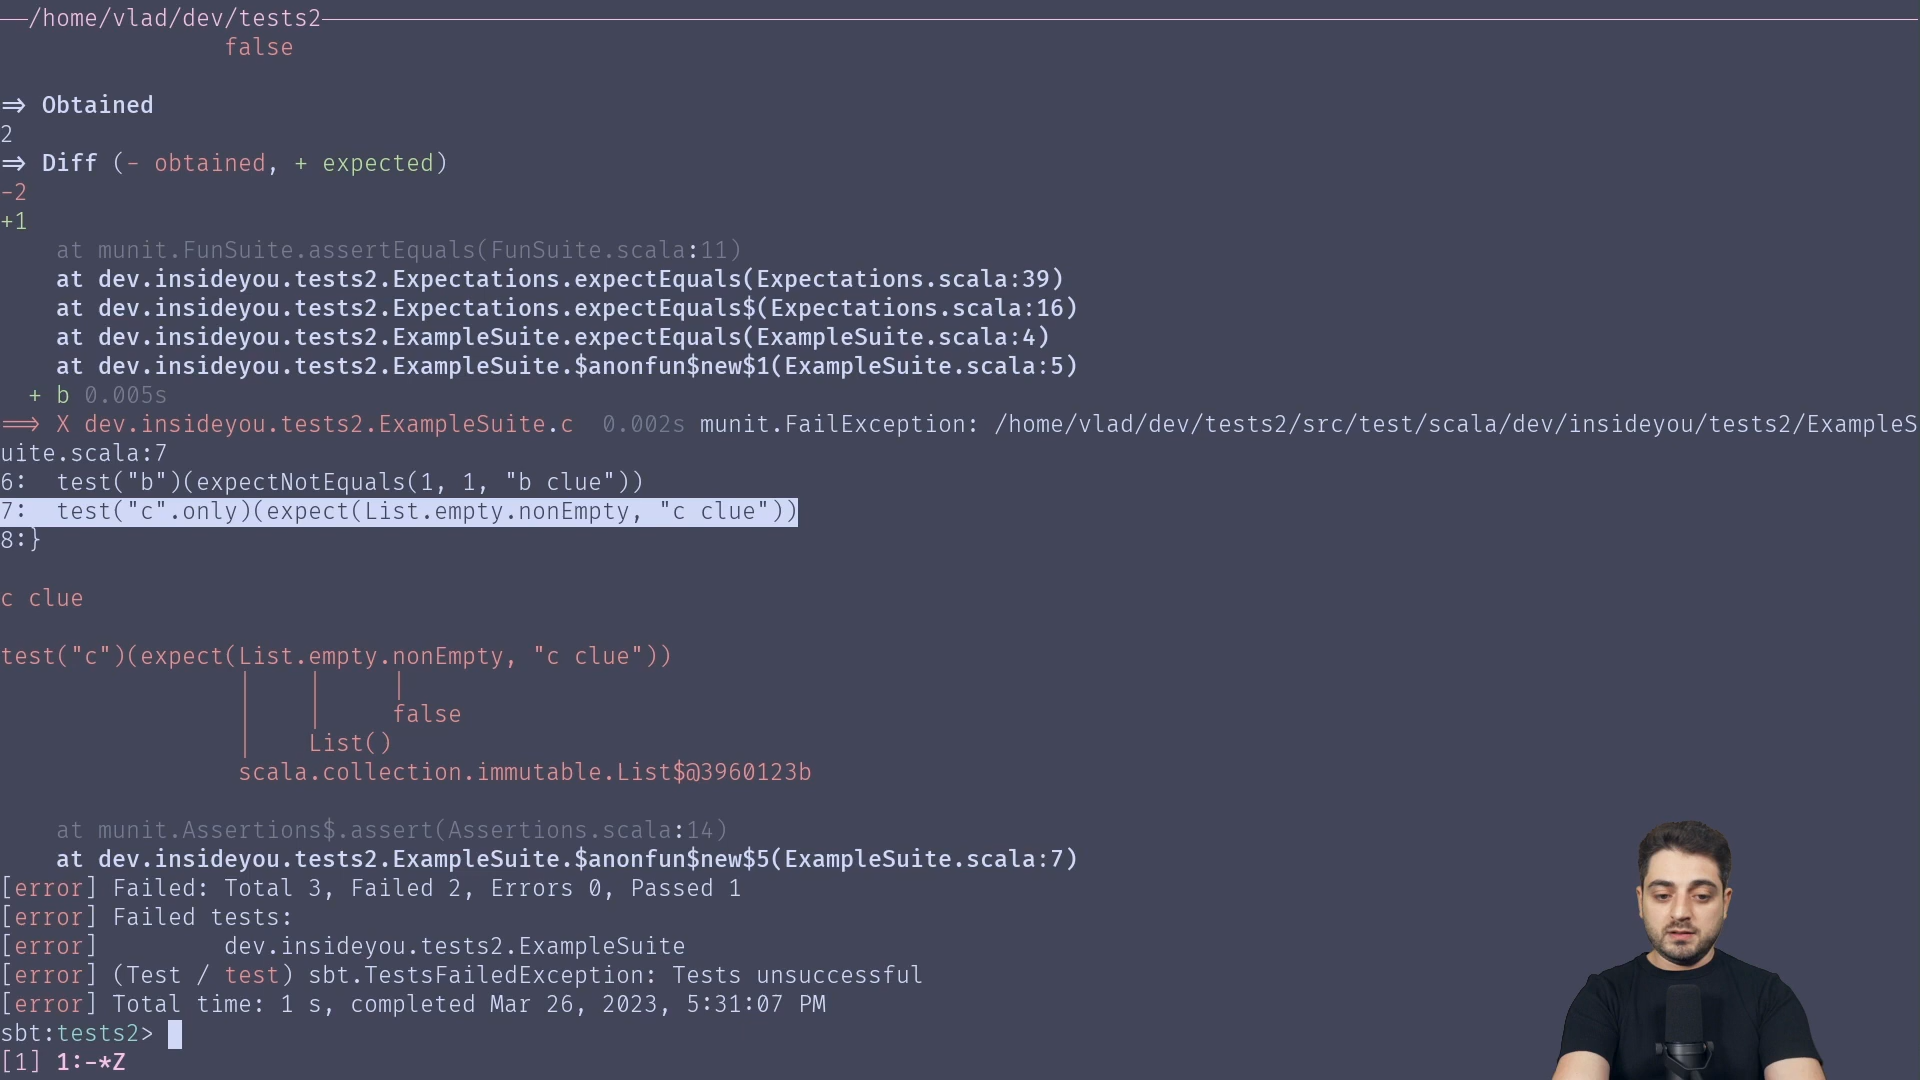 /home/vlad/dev/tests2
false
=> Obtained
2
=> Diff (- obtained, + expected)
-2
+1
at munit.FunSuite.assertEquals(FunSuite.scala:11)
at dev.insideyou.tests2.Expectations.expectEquals(Expectations.scala:39)
at dev.insideyou.tests2.Expectations.expectEquals$(Expectations.scala:16)
at dev.insideyou.tests2.ExampleSuite.expectEquals(ExampleSuite.scala:4)
at dev.insideyou.tests2.ExampleSuite.$anonfun$new$1(ExampleSuite.scala:5)
+ b 0.005s
==> X dev.insideyou.tests2.ExampleSuite.c  0.002s munit.FailException: /home/vlad/dev/tests2/src/test/scala/dev/insideyou/tests2/ExampleS
uite.scala:7
6:  test("b")(expectNotEquals(1, 1, "b clue"))
7:  test("c".only)(expect(List.empty.nonEmpty, "c clue"))
8:}
c clue
test("c")(expect(List.empty.nonEmpty, "c clue"))
false
List()
scala.collection.immutable.List$@3960123b
at munit.Assertions$.assert(Assertions.scala:14)
at dev.insideyou.tests2.ExampleSuite.$anonfun$new$5(ExampleSuite.scala:7)
[error] Failed: Total 3, Failed 2, Errors 0, Passed 1
[error] Failed tests:
[error]         dev.insideyou.tests2.ExampleSuite
[error] (Test / test) sbt.TestsFailedException: Tests unsuccessful
[error] Total time: 1 s, completed Mar 26, 2023, 5:31:07 PM
sbt:tests2>
[1] 1:-*Z